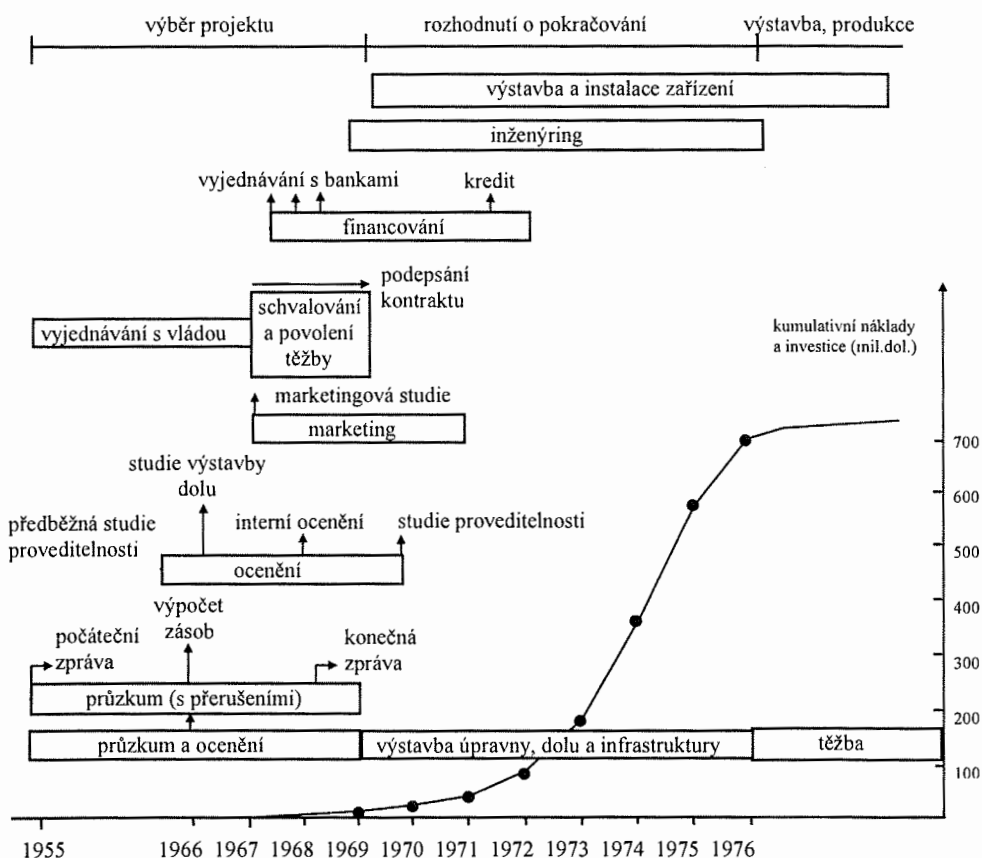 výběr projektu
rozhodnutí o pokračování
výstavba, produkce
výstavba a instalace zařízení
inženýring
vyjednávání s bankami
kredit
financování
podepsání
kontraktu
schvalování
a povolení
těžby
vyjednávání s vládou
kumulativní náklady
a investice (mil.dol.)
marketingová studie
marketing
700
studie výstavby
dolu
600
předběžná studie
proveditelnosti
interní ocenění
studie proveditelnosti
500
ocenění
400
výpočet
zásob
počáteční
zpráva
konečná
zpráva
300
průzkum (s přerušeními)
200
průzkum a ocenění
výstavba úpravny, dolu a infrastruktury
těžba
100
1955 1966 1967 1968 1969 1970 1971 1972 1973 1974 1975 1976